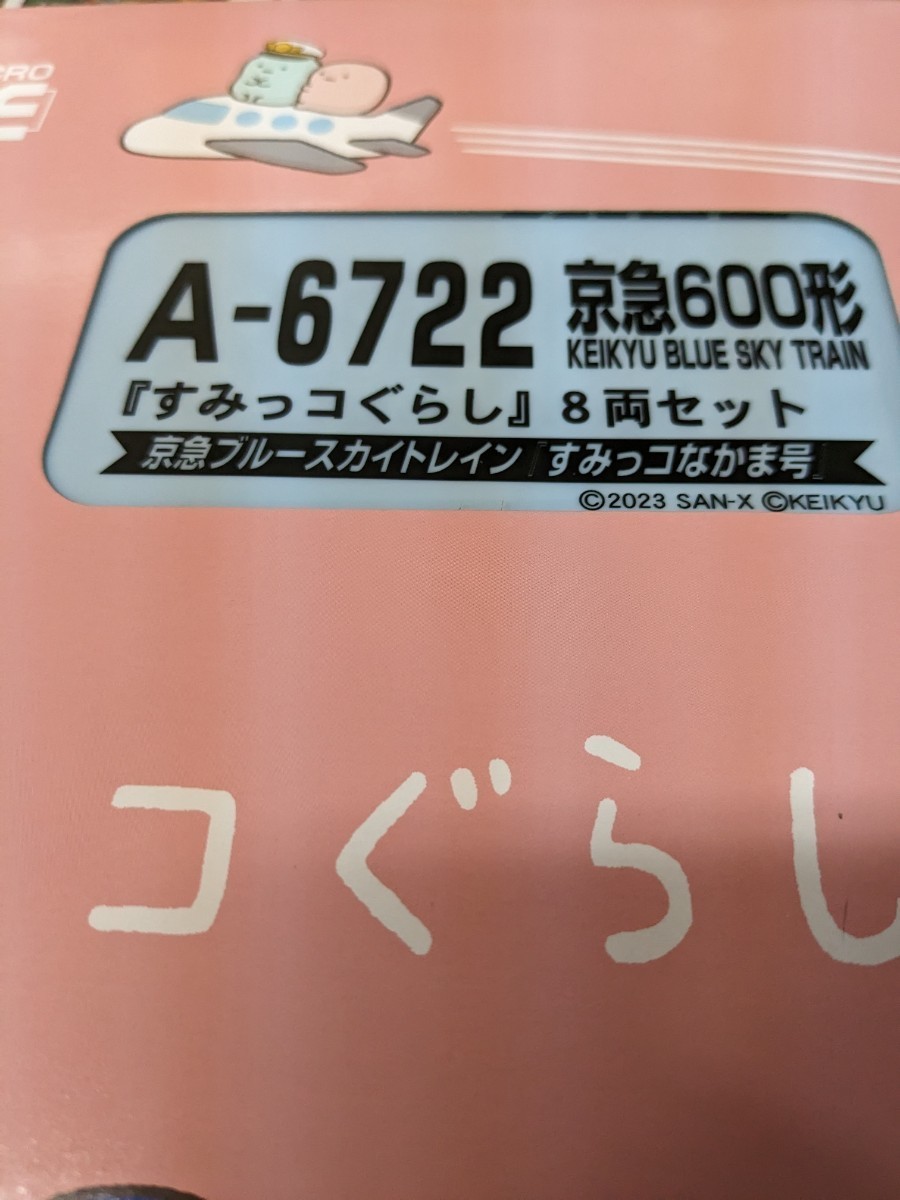 A-6722 京急600形
KEIKYU BLUE SKY TRAIN
『すみっコぐらし』8両セット
京急ブルースカイトレイン『すみっコなかま号』
©2023 SAN-X ©KEIKYU
コぐらし